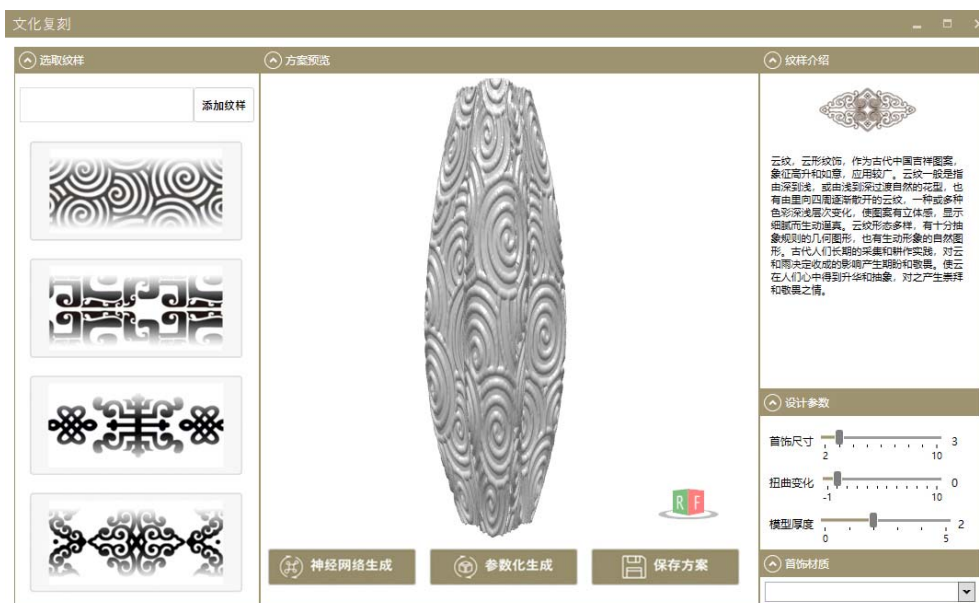 文化复刻
选取纹样
添加纹样
方案预览
R F
神经网络生成
参数化生成
保存方案
纹样介绍
云纹，云形纹饰，作为古代中国吉祥图案，
象征高升和如意，应用较广。云纹一般是指
由深到浅，或由浅到深过渡自然的花型，也
有由里向四周逐渐散开的云纹，一种或多种
色彩深浅层次变化，使图案有立体感，显示
细腻而生动逼真。云纹形态多样，有十分抽
象规则的几何图形，也有生动形象的自然图
形。古代人们长期的采集和耕作实践，对云
和雨决定收成的影响产生期盼和敬畏。使云
在人们心中得到升华和抽象，对之产生崇拜
和敬畏之情。
设计参数
首饰尺寸 3
2 10
扭曲变化 0
-1 10
模型厚度 2
0 5
首饰材质